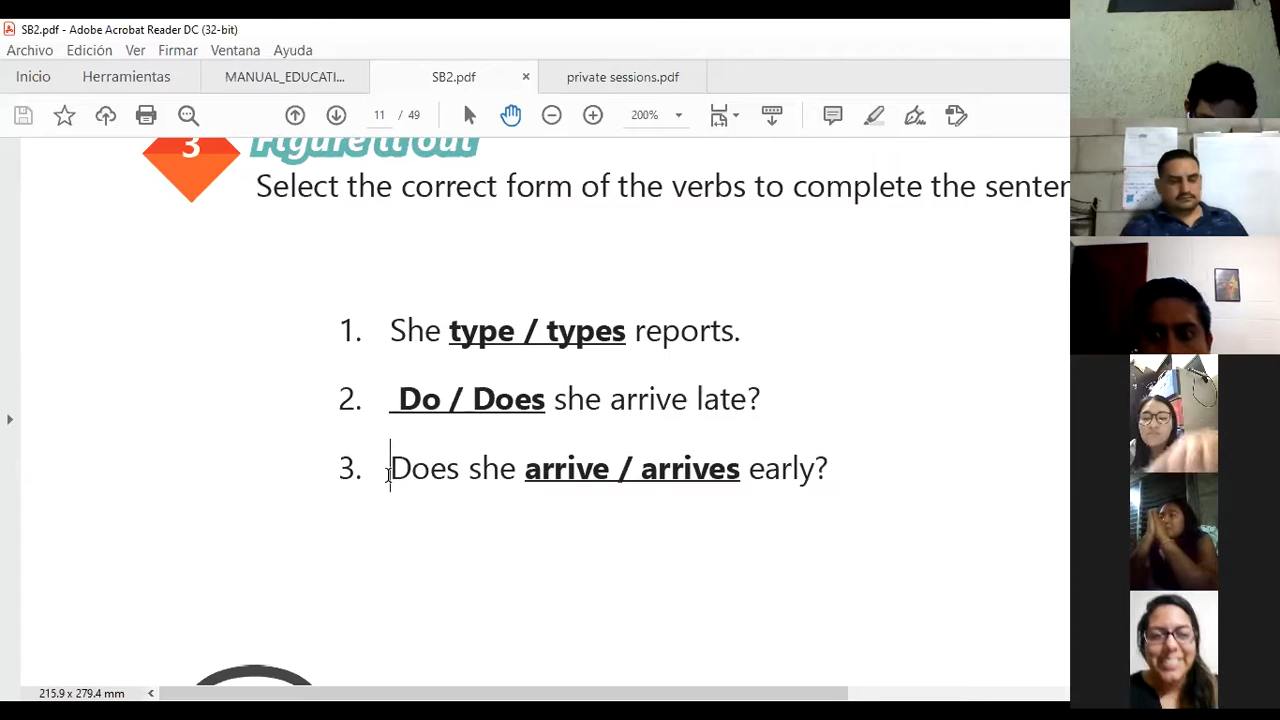 SB2.pdf - Adobe Acrobat Reader DC (32-bit)
Archivo Edición Ver Firmar Ventana Ayuda
Inicio Herramientas MANUAL_EDUCATI... SB2.pdf × private sessions.pdf
11 / 49 200%
3 Figure it out
Select the correct form of the verbs to complete the senten
1. She type / types reports.
2. Do / Does she arrive late?
3. Does she arrive / arrives early?
215.9 x 279.4 mm